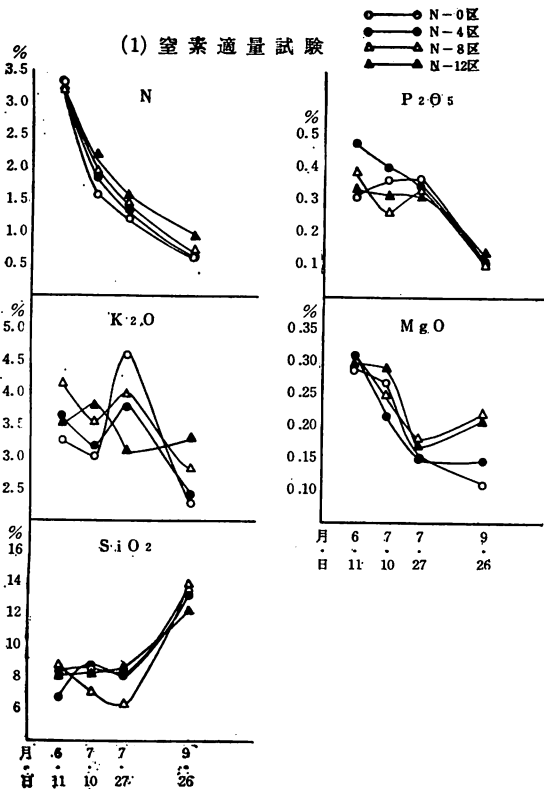 (1) 窒素適量試験
N-0区
N-4区
N-8区
N-12区
%
N
3.5
3.0
2.5
2.0
1.5
1.0
0.5
%
P2O5
0.5
0.4
0.3
0.2
0.1
%
K2O
5.0
4.5
4.0
3.5
3.0
2.5
%
MgO
0.35
0.30
0.25
0.20
0.15
0.10
月 6 7 7 9
・ ・ ・ ・ ・
日 11 10 27 26
%
SiO2
16
14
12
10
8
6
月 6 7 7 9
・ ・ ・ ・ ・
日 11 10 27 26